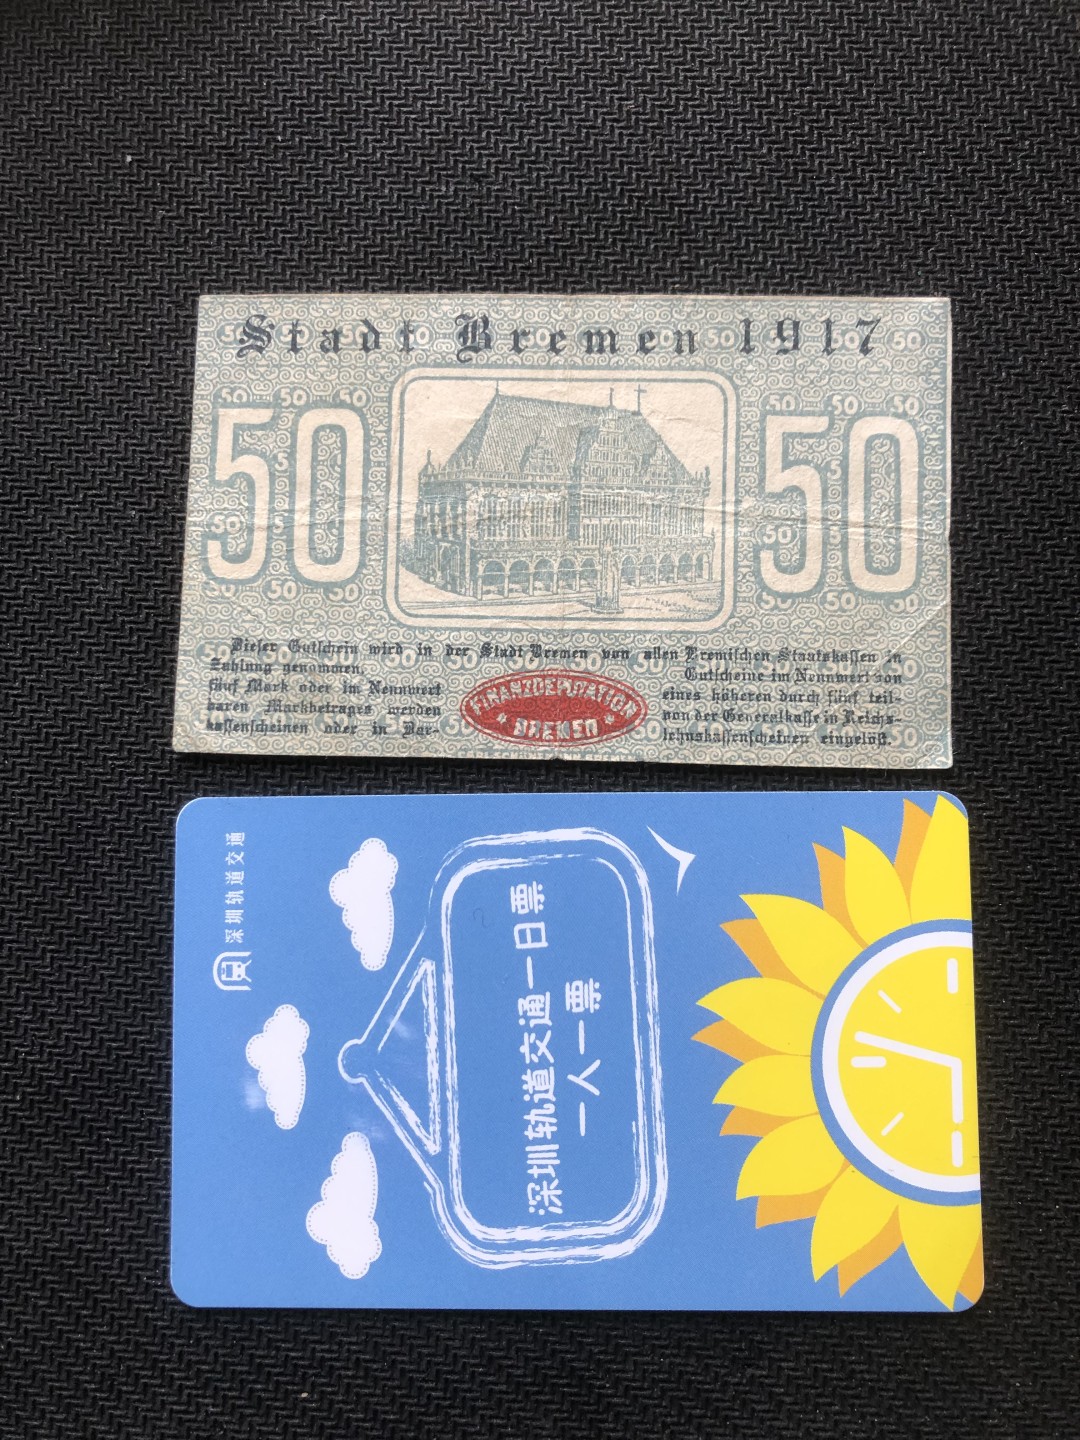 Stadt Bremen 1917
50
50
Dieser Gutschein wird in der Stadt Bremen von allen Bremischen Staatskassen in
Zahlung genommen. Gutscheine im Nennwert von
fünf Mark oder im Nennwert eines höheren durch fünf teil-
baren Markbetrages werden von der Generalkasse in Reichs-
kassenscheinen oder in Dar- lehnskassenscheinen eingelöst.
FINANZDEPUTATION
BREMEN
深圳轨道交通
深圳轨道交通一日票
一人一票